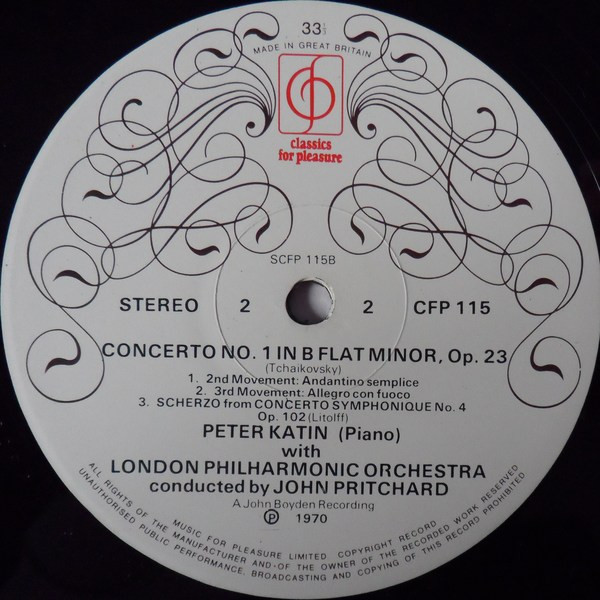 33⅓
MADE IN GREAT BRITAIN
cfp
classics
for pleasure
SCFP 115B
STEREO 2 2 CFP 115
CONCERTO NO. 1 IN B FLAT MINOR, Op. 23
(Tchaikovsky)
1. 2nd Movement: Andantino semplice
2. 3rd Movement: Allegro con fuoco
3. SCHERZO from CONCERTO SYMPHONIQUE No. 4
Op. 102 (Litolff)
PETER KATIN (Piano)
with
LONDON PHILHARMONIC ORCHESTRA
conducted by JOHN PRITCHARD
A John Boyden Recording
℗ 1970
MUSIC FOR PLEASURE LIMITED COPYRIGHT RECORD
ALL RIGHTS OF THE MANUFACTURER AND·OF THE OWNER OF THE RECORDED WORK RESERVED
UNAUTHORISED PUBLIC PERFORMANCE, BROADCASTING AND COPYING OF THIS RECORD PROHIBITED